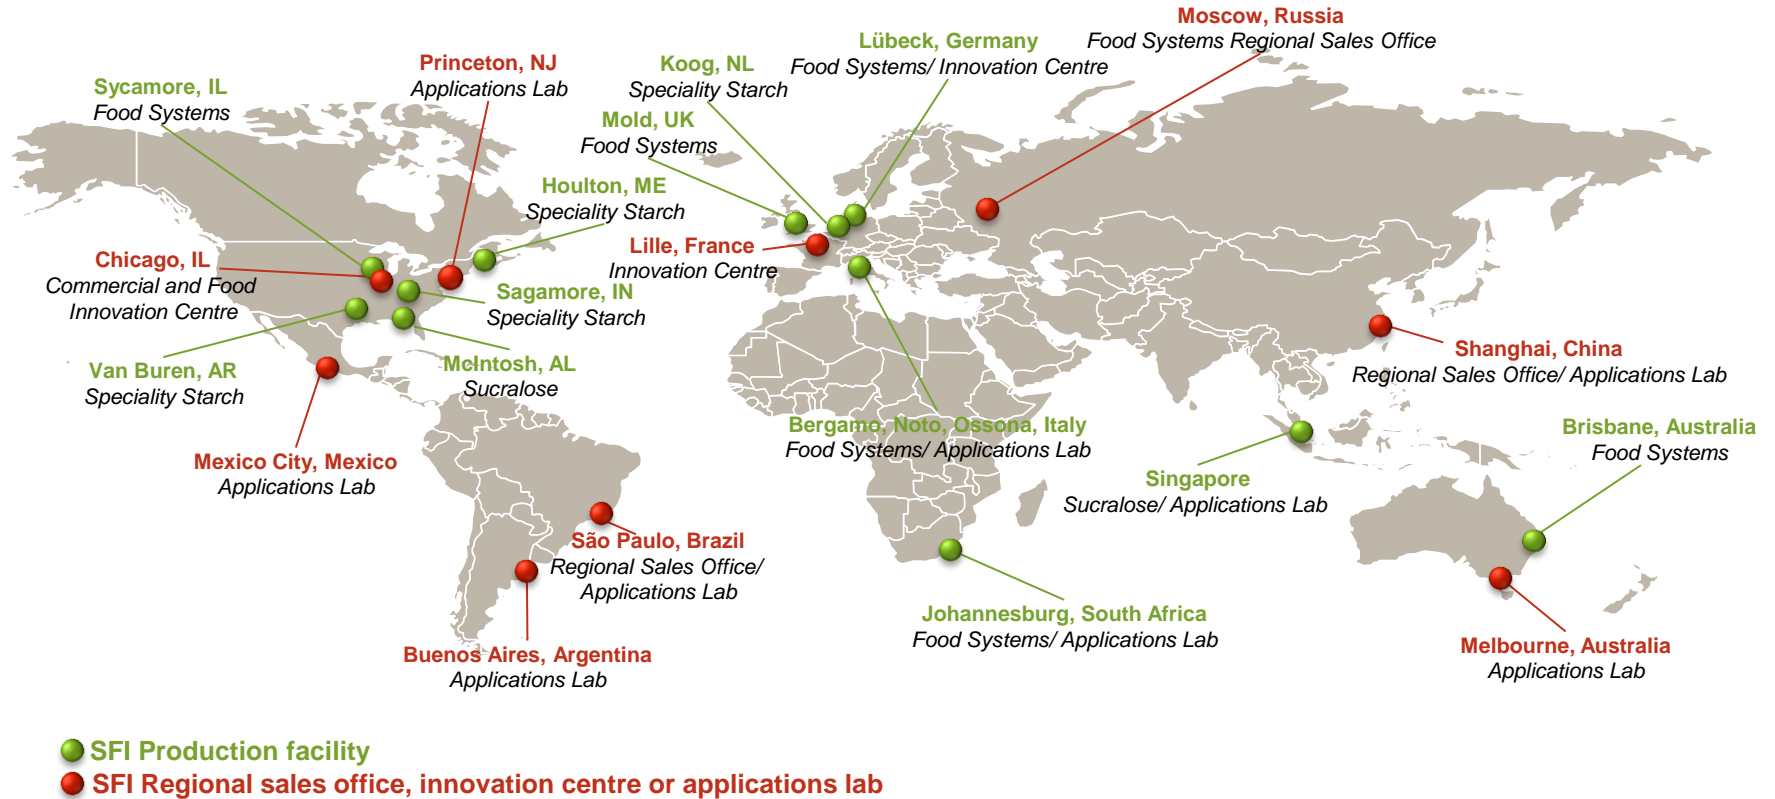 Moscow, Russia
Food Systems Regional Sales Office
Lübeck, Germany
Food Systems/ Innovation Centre
Princeton, NJ
Applications Lab
Koog, NL
Speciality Starch
Sycamore, IL
Food Systems
Mold, UK
Food Systems
Houlton, ME
Speciality Starch
Lille, France
Innovation Centre
Chicago, IL
Commercial and Food
Innovation Centre
Sagamore, IN
Speciality Starch
Shanghai, China
Regional Sales Office/ Applications Lab
Van Buren, AR
Speciality Starch
McIntosh, AL
Sucralose
Bergamo, Noto, Ossona, Italy
Food Systems/ Applications Lab
Brisbane, Australia
Food Systems
Mexico City, Mexico
Applications Lab
Singapore
Sucralose/ Applications Lab
São Paulo, Brazil
Regional Sales Office/
Applications Lab
Johannesburg, South Africa
Food Systems/ Applications Lab
Buenos Aires, Argentina
Applications Lab
Melbourne, Australia
Applications Lab
SFI Production facility
SFI Regional sales office, innovation centre or applications lab